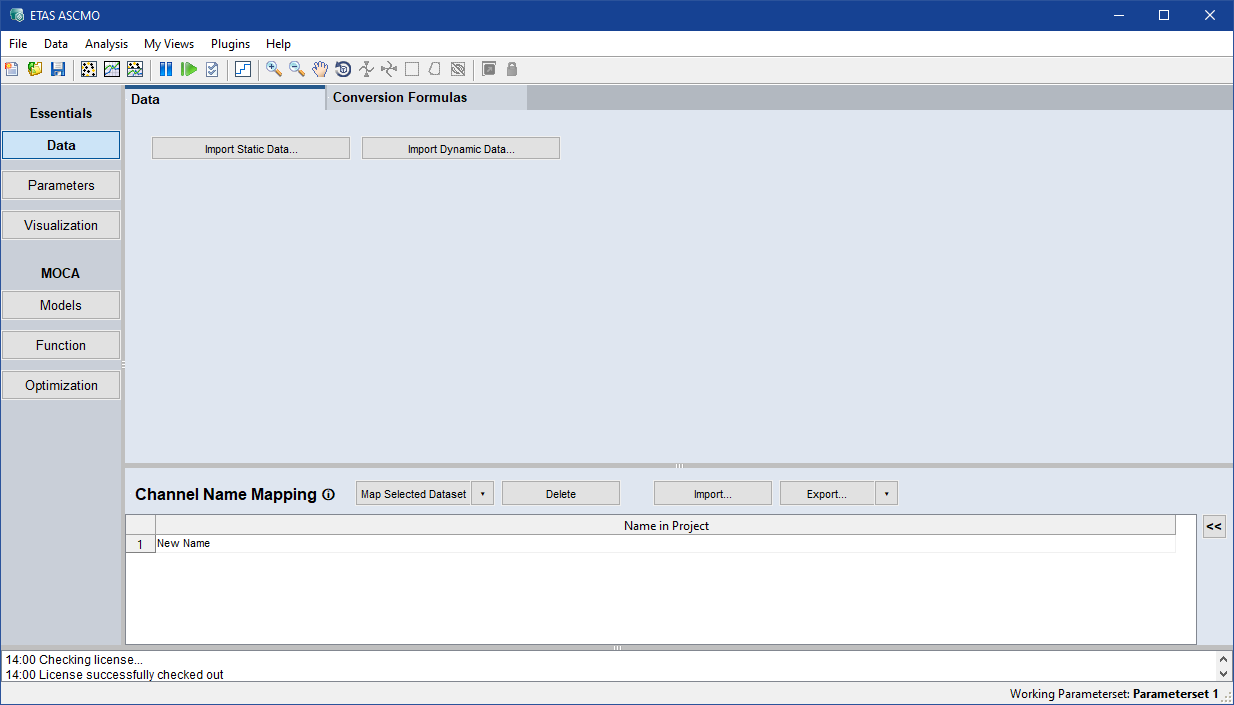 ETAS ASCMO
File Data Analysis My Views Plugins Help
Essentials
Data
Parameters
Visualization
MOCA
Models
Function
Optimization
Data Conversion Formulas
Import Static Data... Import Dynamic Data...
Channel Name Mapping Map Selected Dataset Delete Import... Export...
Name in Project
1 New Name
<<
14:00 Checking license...
14:00 License successfully checked out
Working Parameterset: Parameterset 1